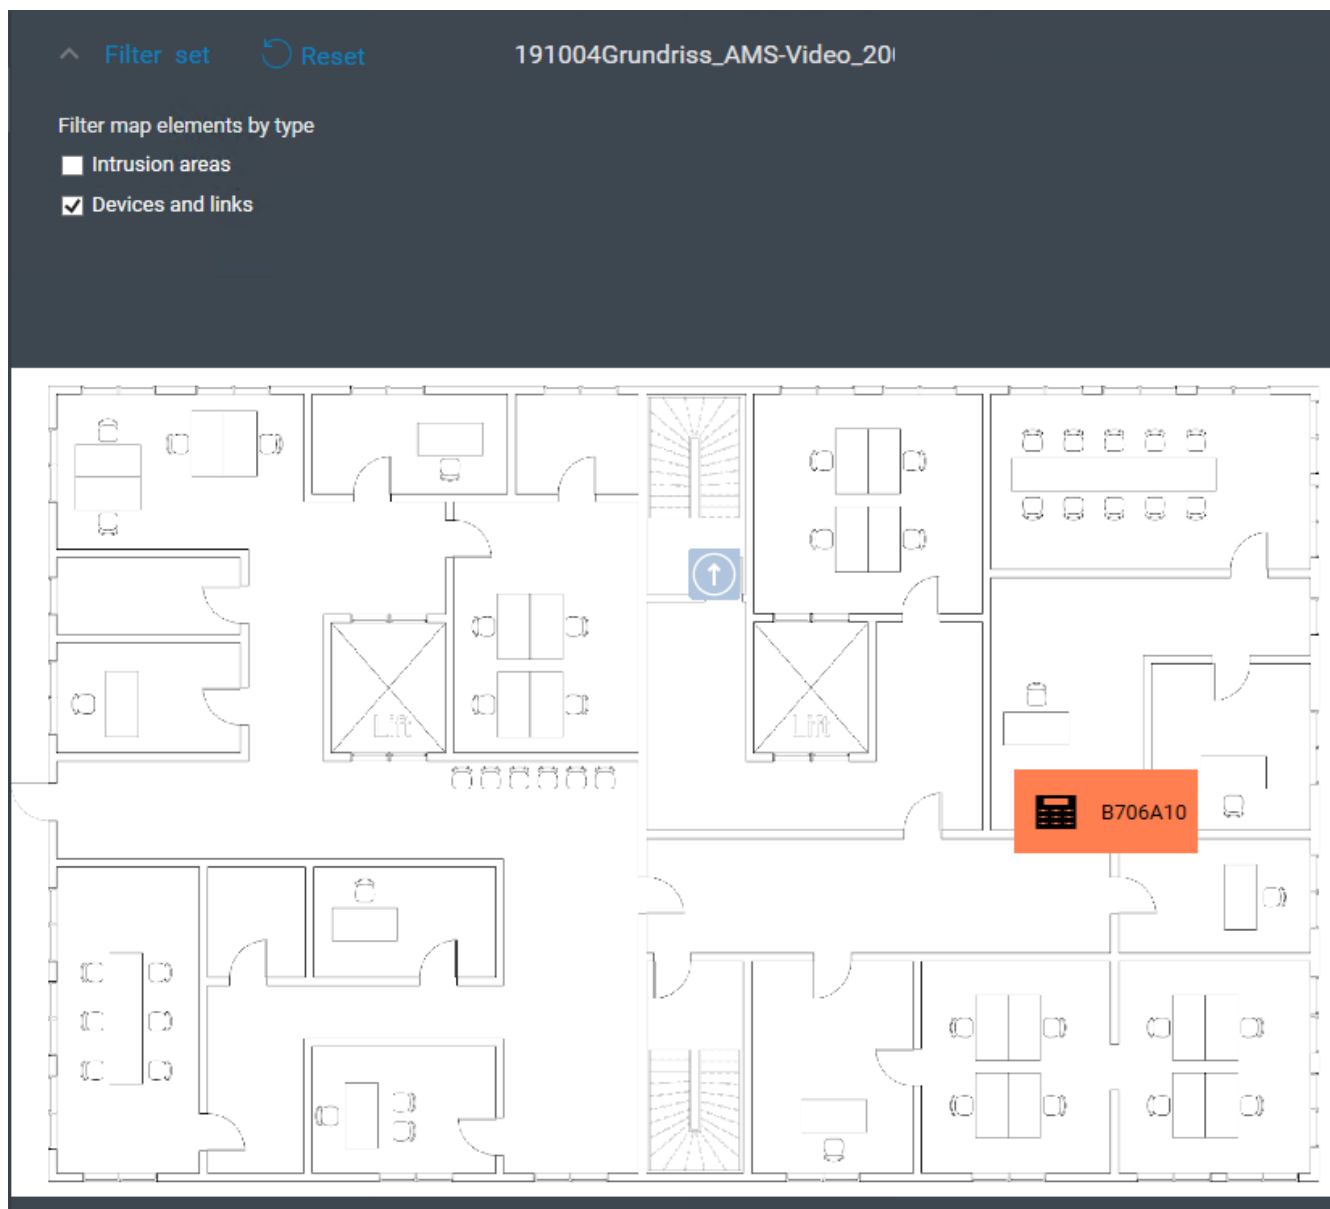 Filter set Reset 191004Grundriss_AMS-Video_20
Filter map elements by type
Intrusion areas
Devices and links
Lift Lift
B706A10